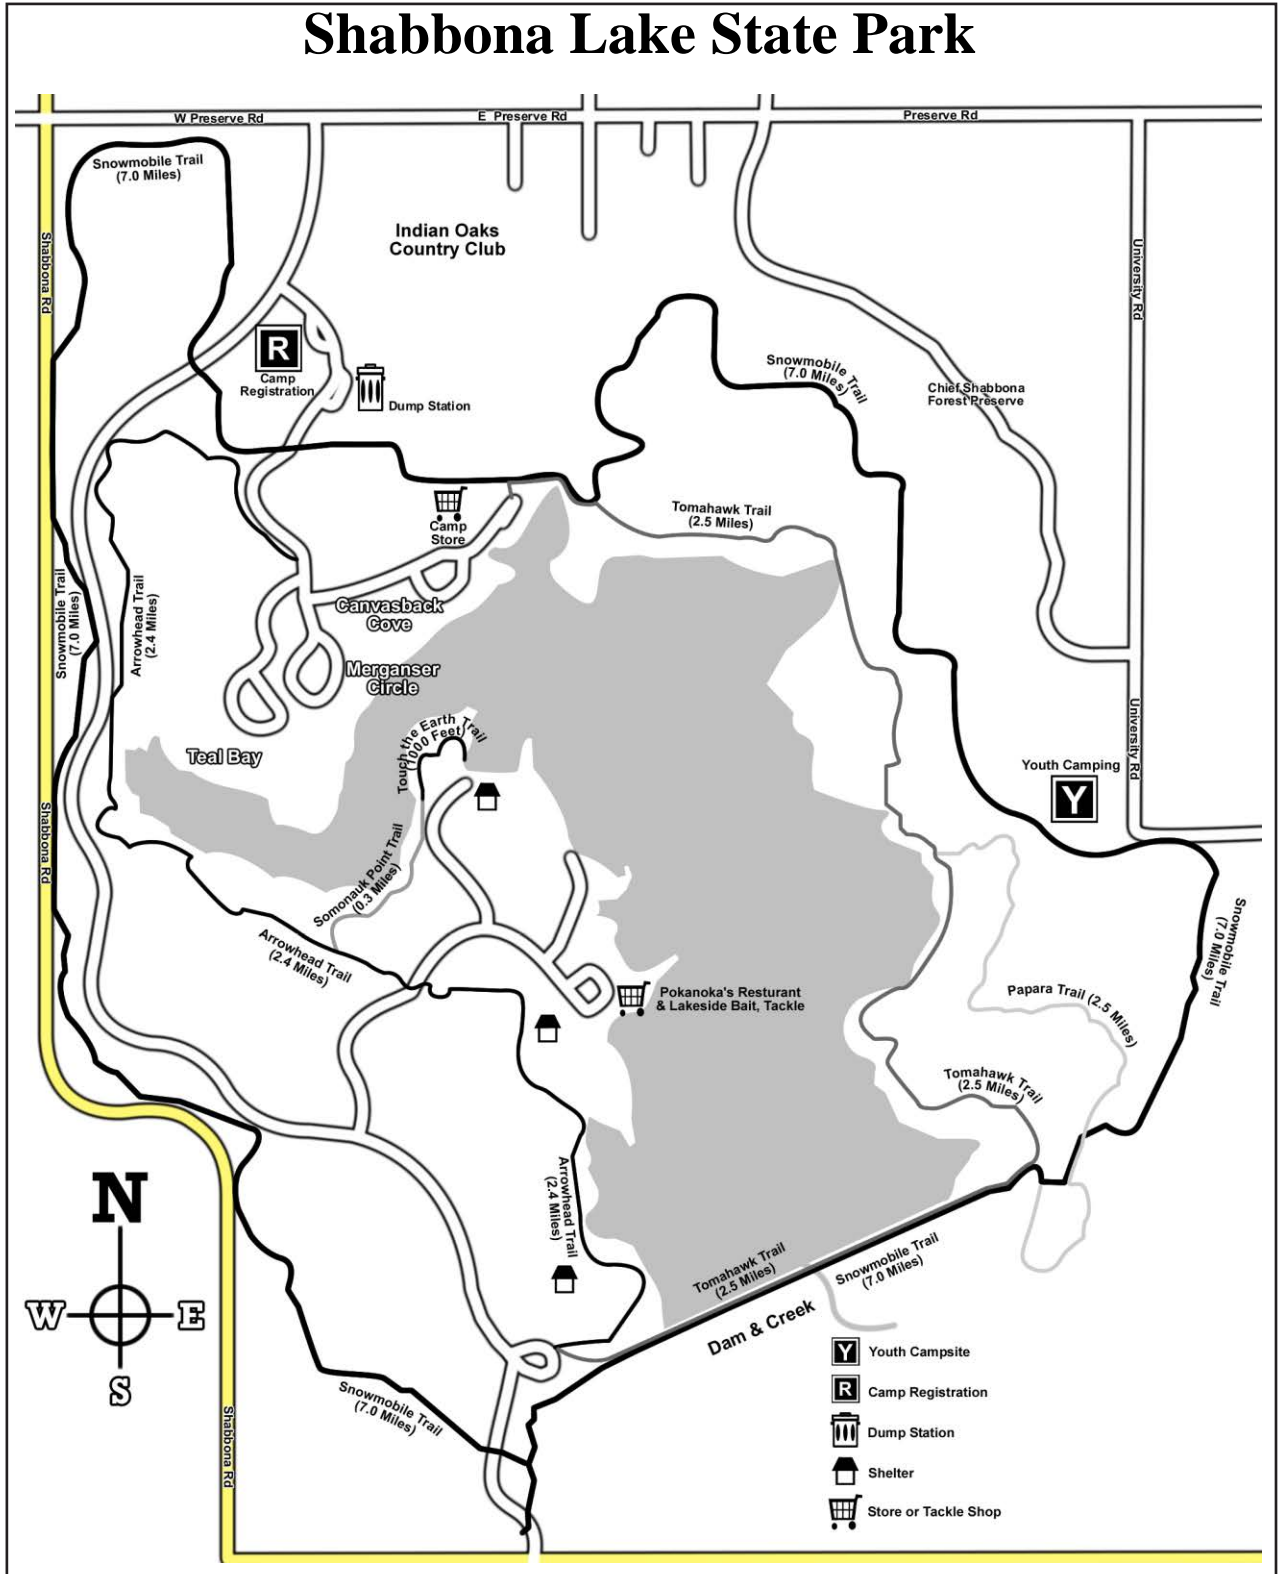 Shabbona Lake State Park
W Preserve Rd
E Preserve Rd
Preserve Rd
Snowmobile Trail
(7.0 Miles)
Indian Oaks
Country Club
Shabbona Rd
University Rd
R
Camp
Registration
Dump Station
Snowmobile Trail
(7.0 Miles)
Chief Shabbona
Forest Preserve
Camp
Store
Tomahawk Trail
(2.5 Miles)
Snowmobile Trail
(7.0 Miles)
Arrowhead Trail
(2.4 Miles)
Canvasback
Cove
Merganser
Circle
Teal Bay
Touch the Earth Trail
(1000 Feet)
University Rd
Youth Camping
Y
Shabbona Rd
Somonauk Point Trail
(0.3 Miles)
Arrowhead Trail
(2.4 Miles)
Snowmobile Trail
(7.0 Miles)
Pokanoka's Resturant
& Lakeside Bait, Tackle
Papara Trail (2.5 Miles)
Tomahawk Trail
(2.5 Miles)
Arrowhead Trail
(2.4 Miles)
N
W
E
S
Tomahawk Trail
(2.5 Miles)
Snowmobile Trail
(7.0 Miles)
Dam & Creek
Snowmobile Trail
(7.0 Miles)
Shabbona Rd
Y Youth Campsite
R Camp Registration
Dump Station
Shelter
Store or Tackle Shop